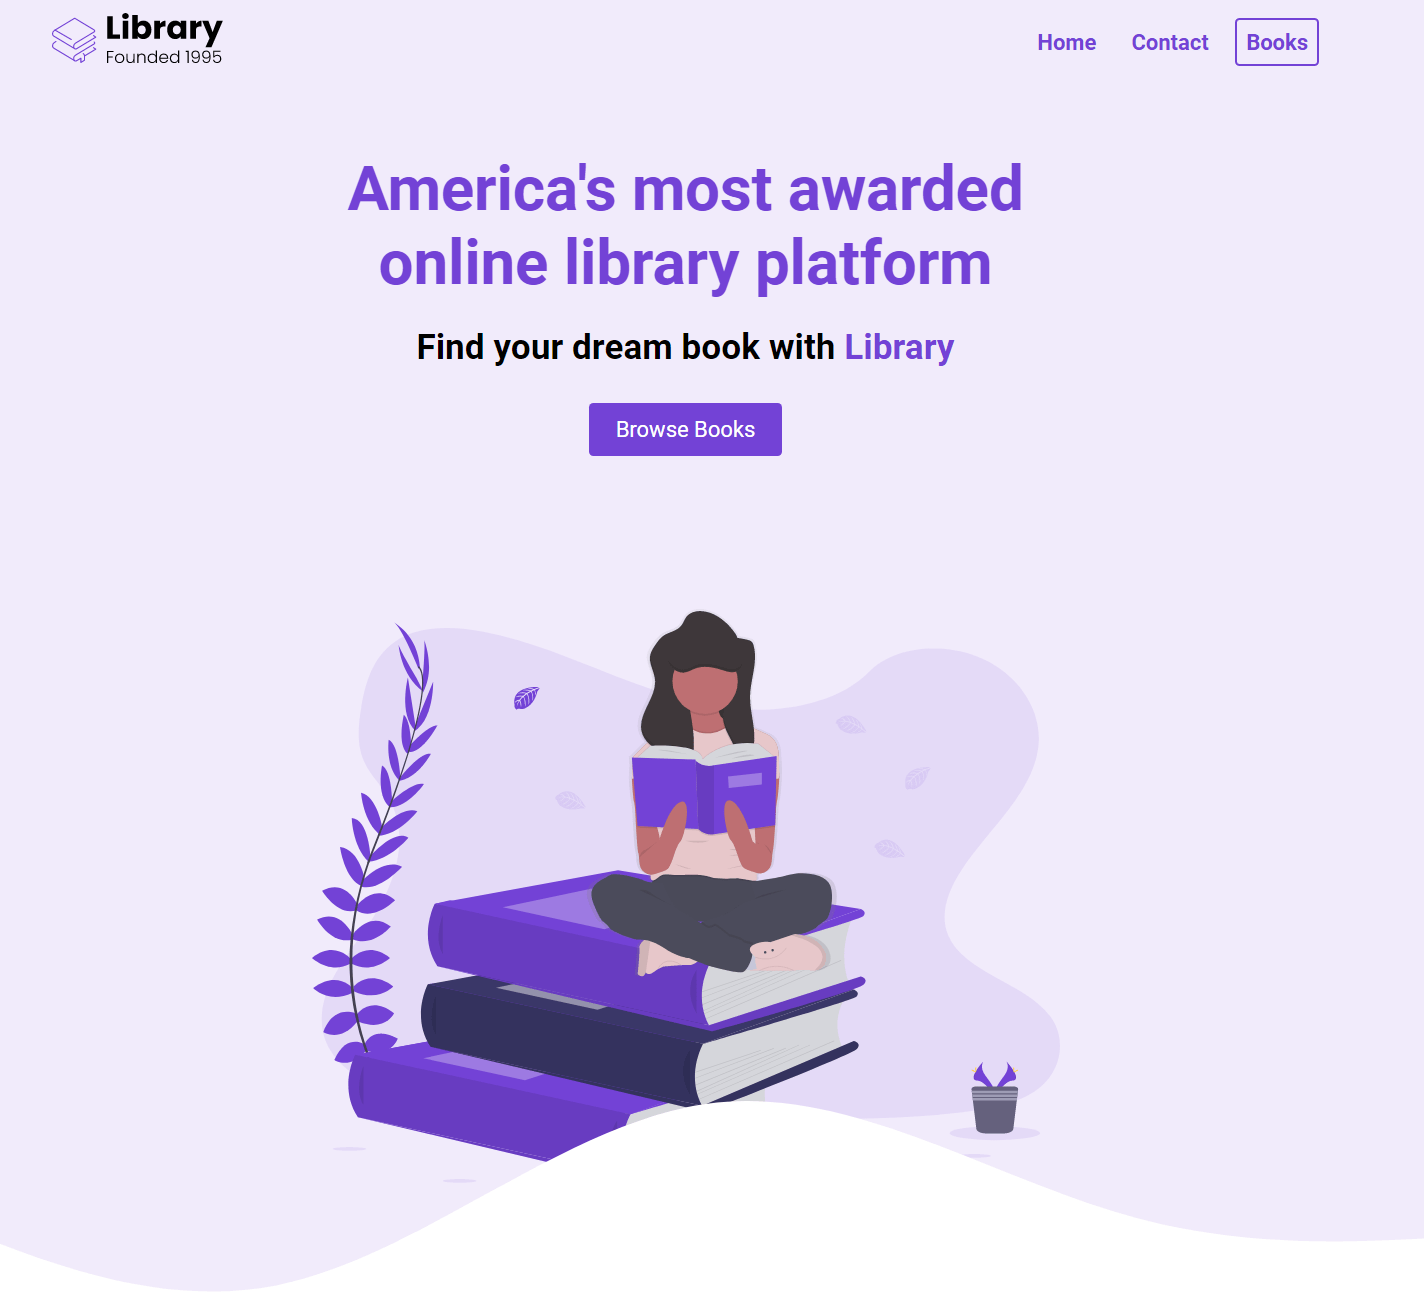 Library
Founded 1995
Home
Contact
Books
America's most awarded
online library platform
Find your dream book with Library
Browse Books